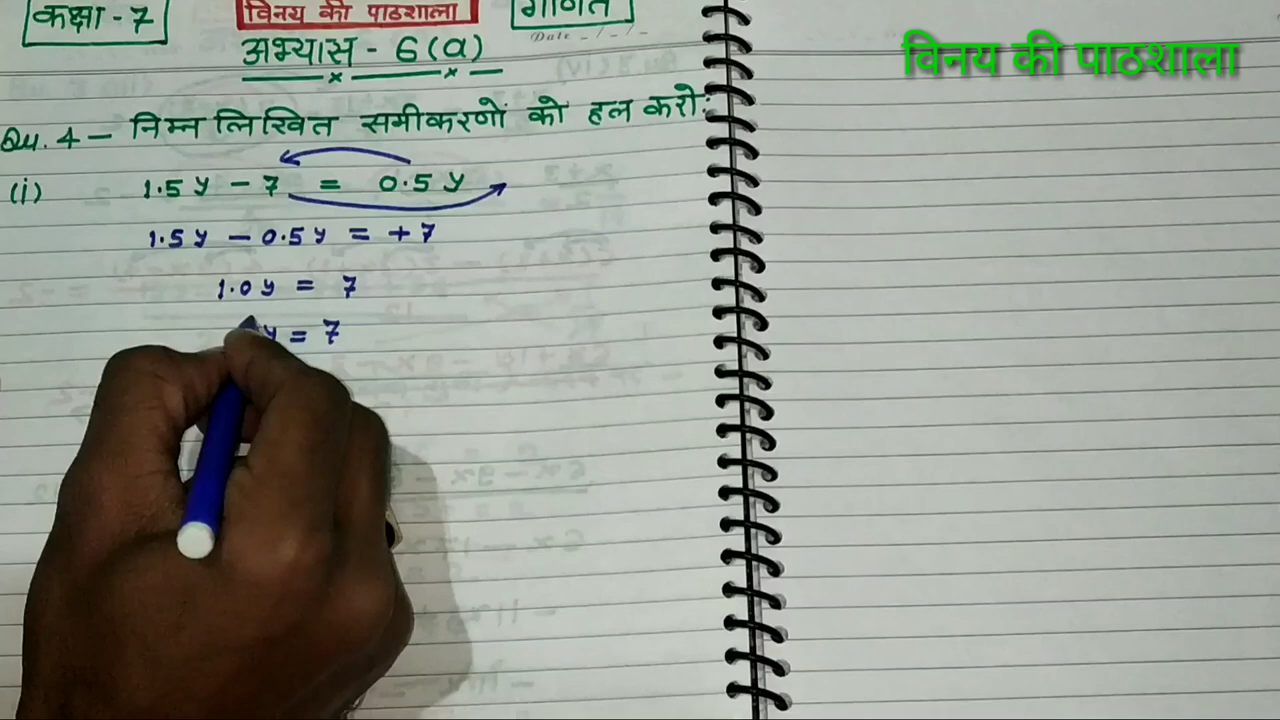 कक्षा - 7
विनय की पाठशाला
गणित
Date
अभ्यास - 6(a)
विनय की पाठशाला
Qu. 4 - निम्न लिखित समीकरणों को हल करो:
(i) 1.5 y - 7 = 0.5 y
1.5 y - 0.5 y = + 7
1.0 y = 7
y = 7